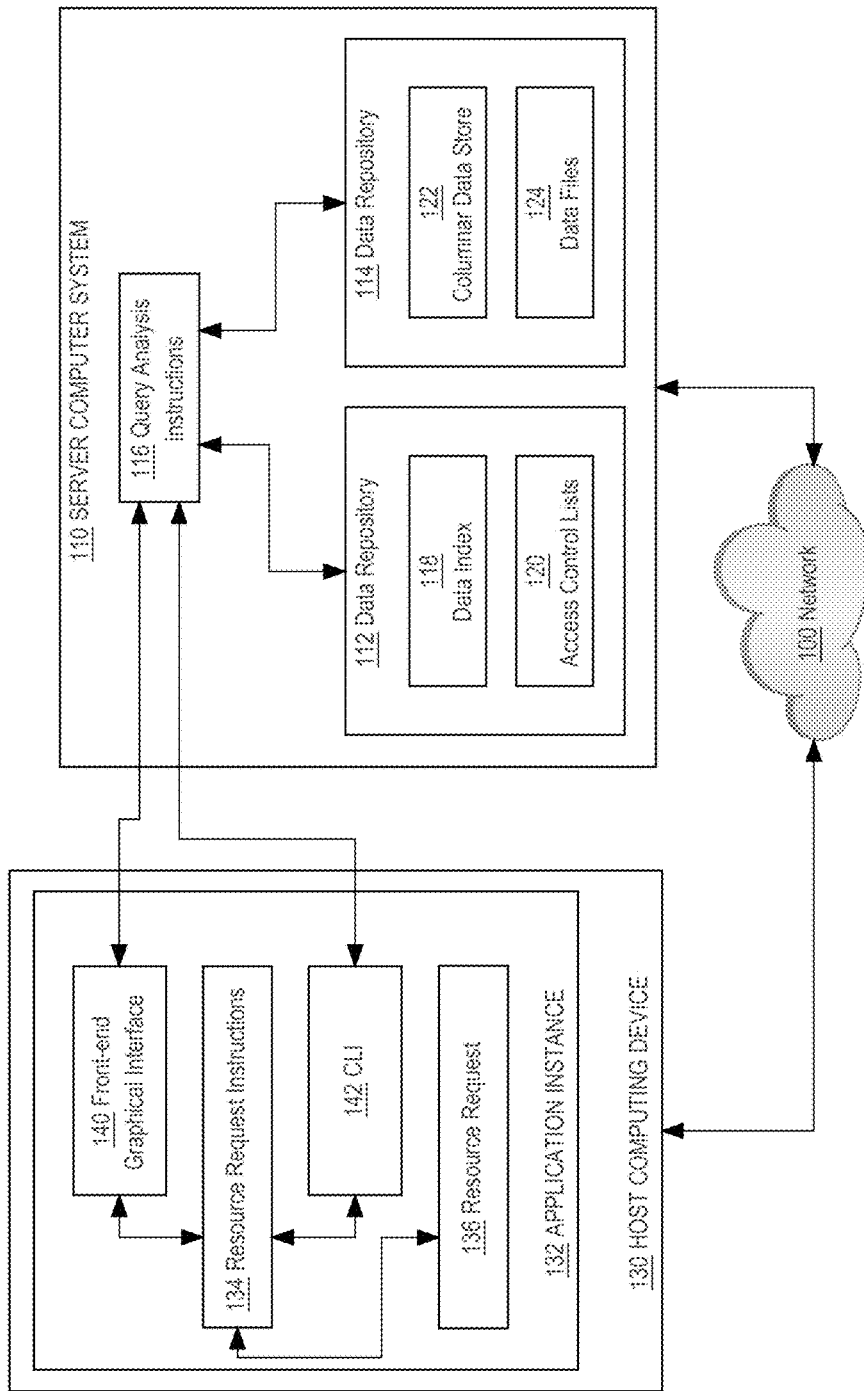 110 SERVER COMPUTER SYSTEM
116 Query Analysis
instructions
112 Data Repository
118
Data Index
120
Access Control Lists
114 Data Repository
122
Columnar Data Store
124
Data Files
140 Front-end
Graphical Interface
134 Resource Request Instructions
142 CLI
136 Resource Request
132 APPLICATION INSTANCE
130 HOST COMPUTING DEVICE
100 Network